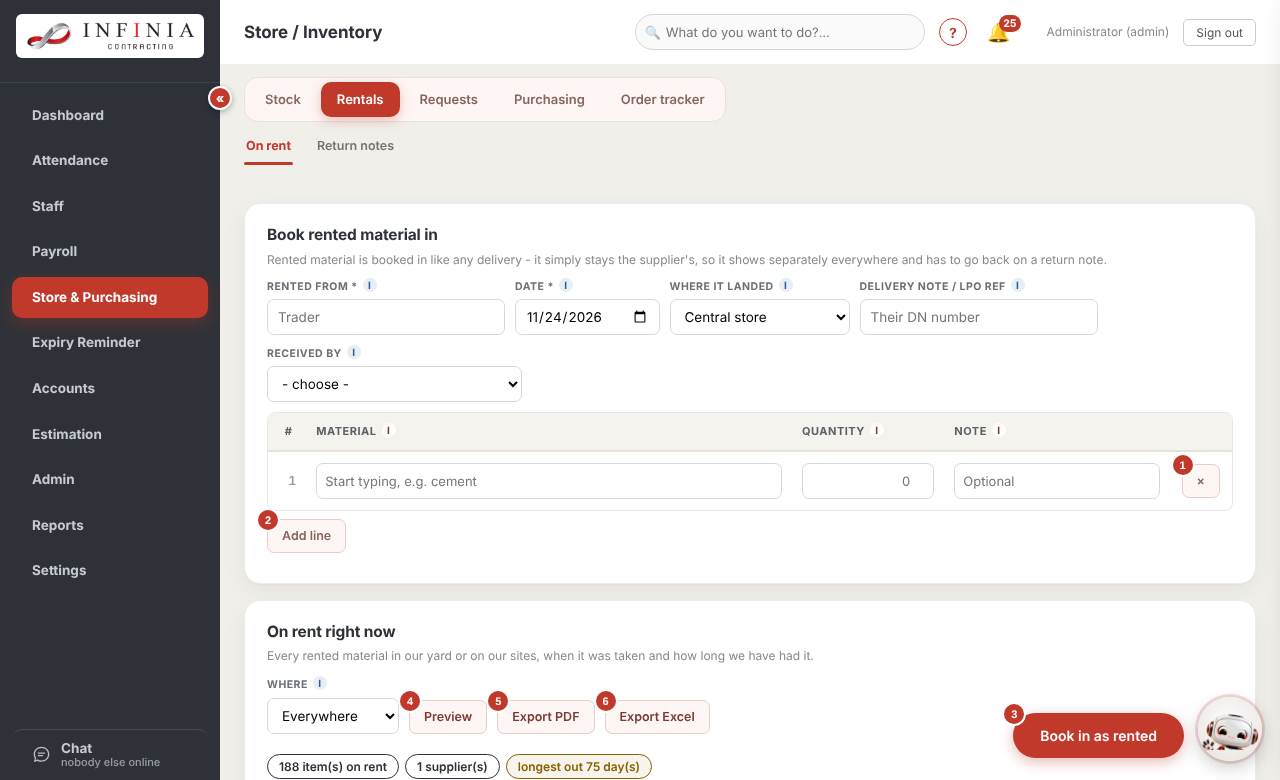 INFINIA
CONTRACTING
Store / Inventory
What do you want to do?...
?
25
Administrator (admin)
Sign out
«
Dashboard
Attendance
Staff
Payroll
Store & Purchasing
Expiry Reminder
Accounts
Estimation
Admin
Reports
Settings
Chat
nobody else online
Stock
Rentals
Requests
Purchasing
Order tracker
On rent
Return notes
Book rented material in
Rented material is booked in like any delivery - it simply stays the supplier's, so it shows separately everywhere and has to go back on a return note.
RENTED FROM * I
DATE * I
WHERE IT LANDED I
DELIVERY NOTE / LPO REF I
Trader
11/24/2026
Central store
Their DN number
RECEIVED BY I
- choose -
# MATERIAL I QUANTITY I NOTE I
1 Start typing, e.g. cement 0 Optional 1 ×
2
Add line
On rent right now
Every rented material in our yard or on our sites, when it was taken and how long we have had it.
WHERE I
Everywhere
4
Preview
5
Export PDF
6
Export Excel
3
Book in as rented
188 item(s) on rent
1 supplier(s)
longest out 75 day(s)